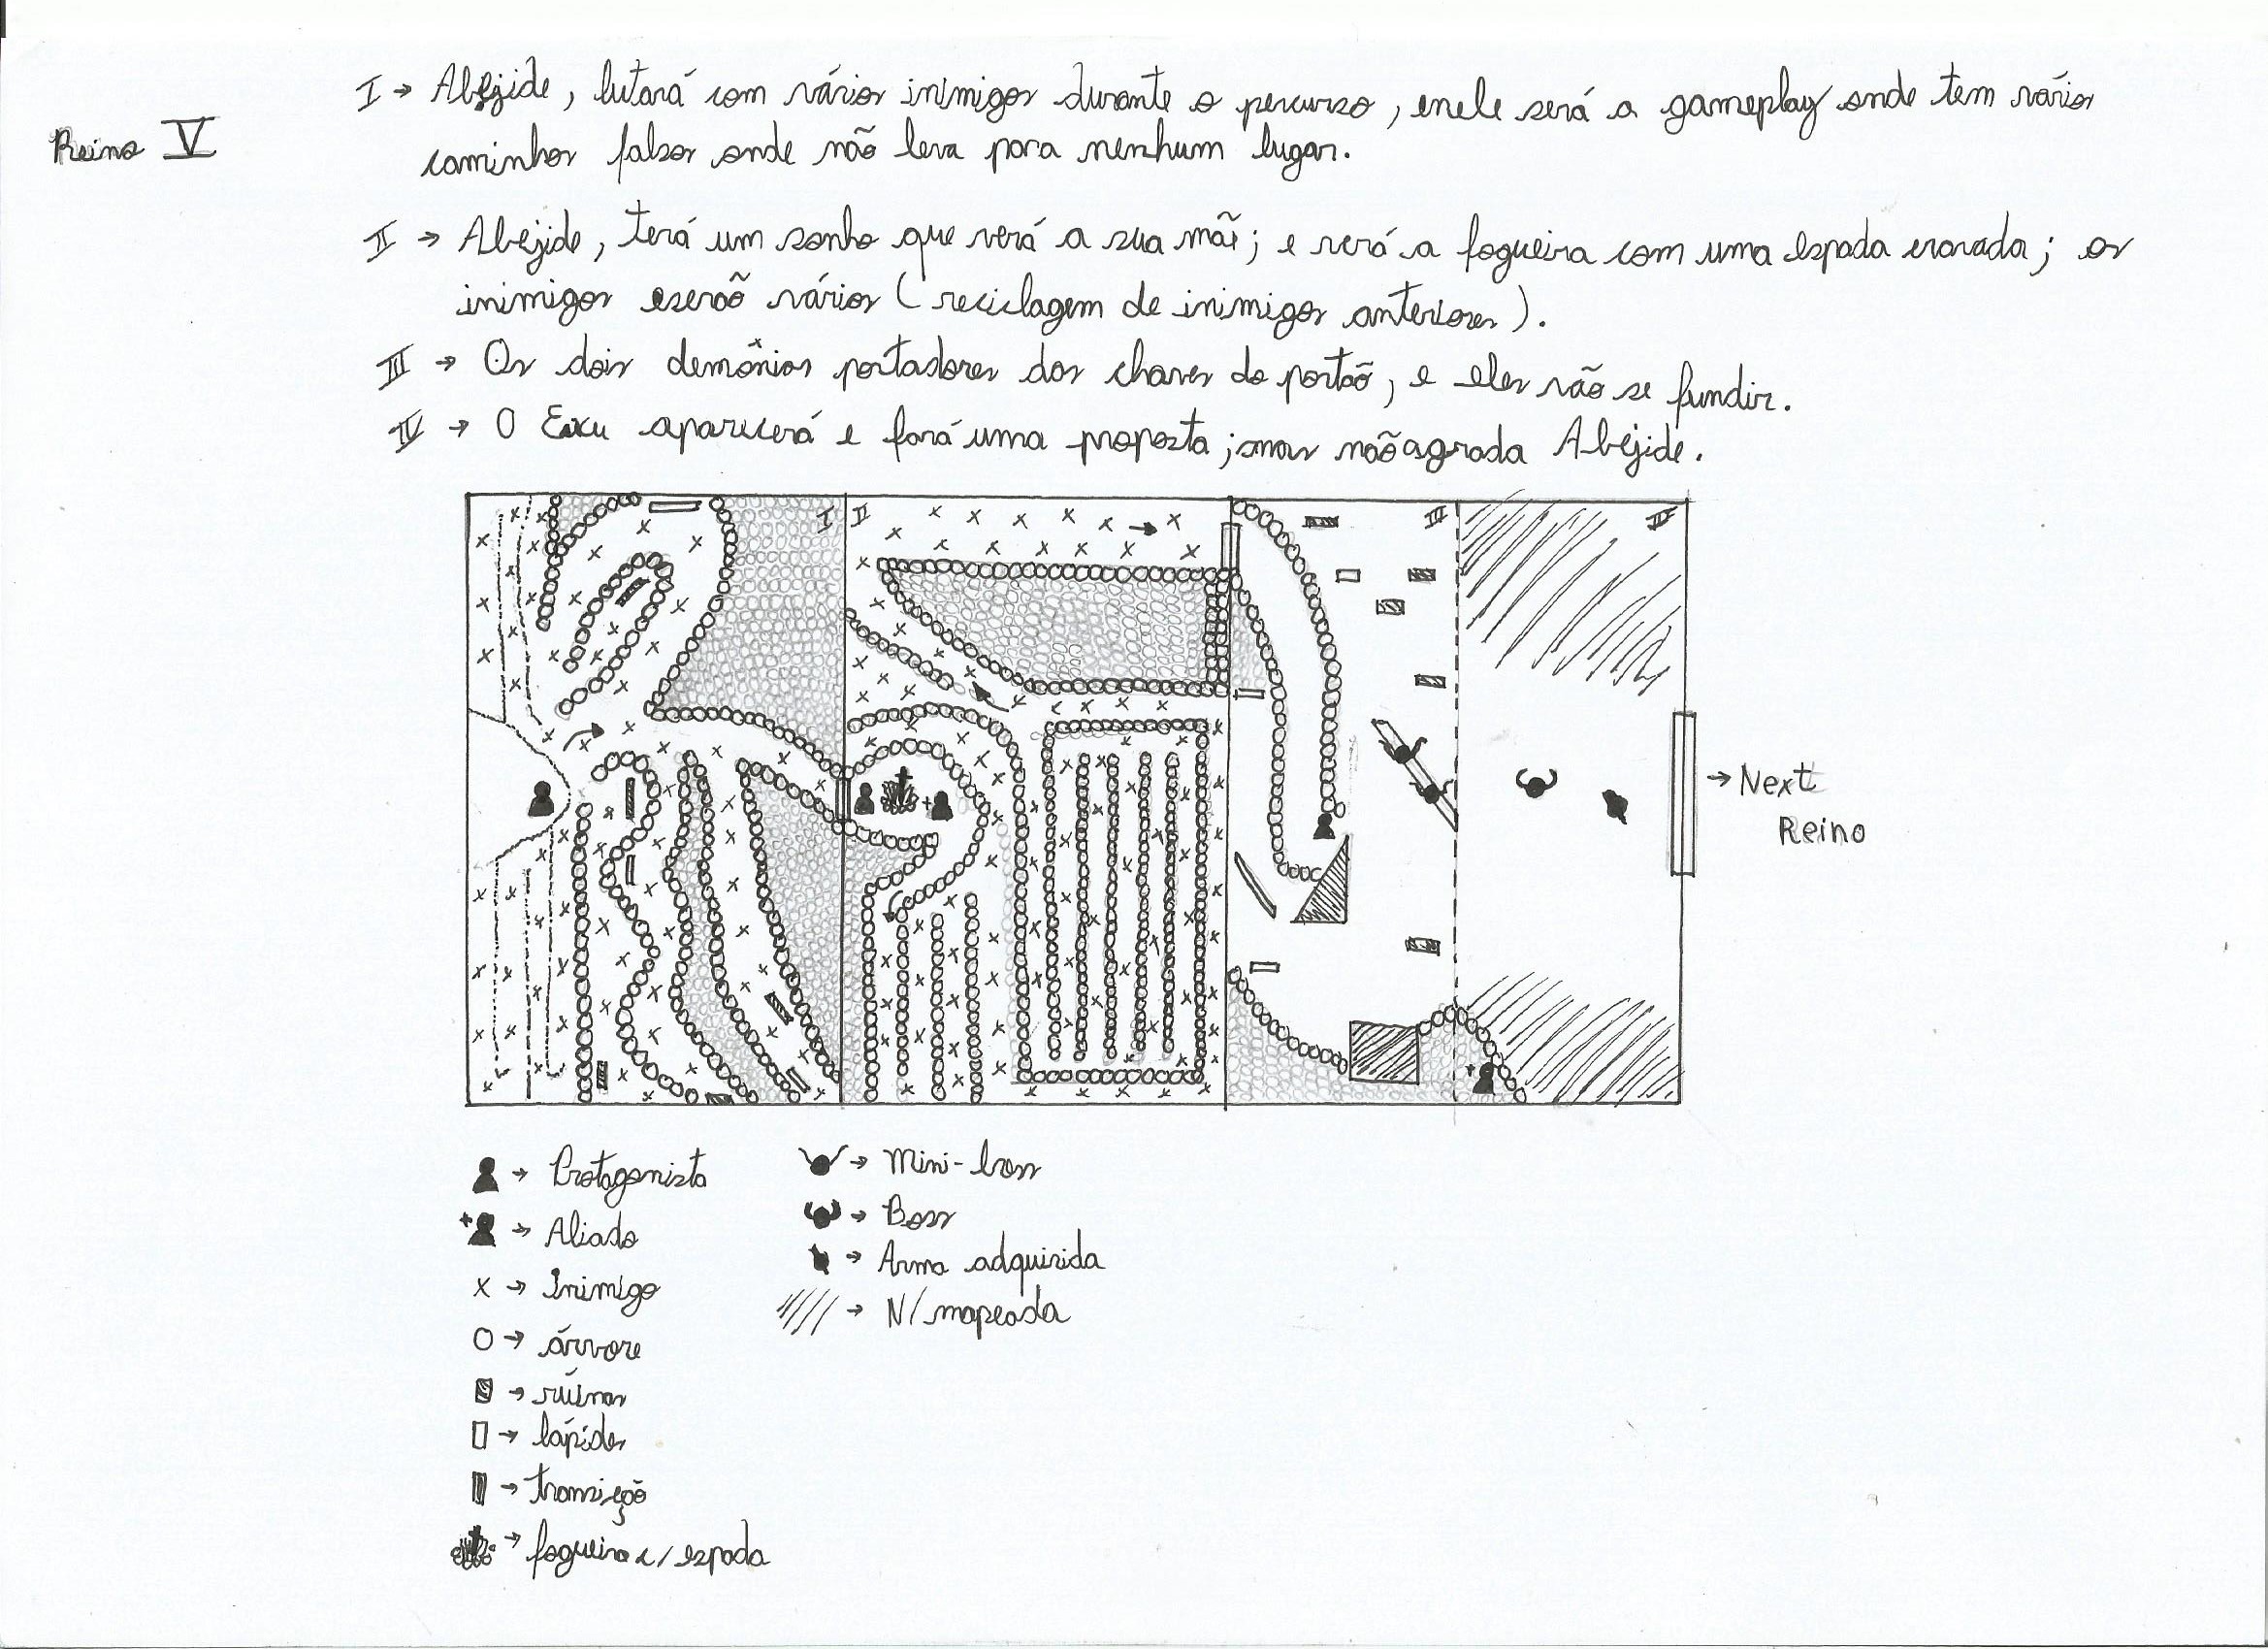 Reino V
I → Abejide, lutará com vários inimigos durante o percurso, enele será a gameplay onde tem vários
caminhos falsos onde não leva para nenhum lugar.
II → Abejide, terá um sonho que verá a sua mãe; e verá a fogueira com uma espada cravada; os
inimigos eserão vários (reciclagem de inimigos anteriores).
III → Os dois demônios portadores das chaves do portão, e eles vão se fundir.
IV → O Exu aparecerá e fará uma proposta; mas não agrada Abejide.
I II III IV
→ Next
Reino
→ Protagonista
→ Aliado
x → Inimigo
O → árvore
→ ruínas
→ lápides
→ transição
→ fogueira c/ espada
→ Mini-boss
→ Boss
→ Arma adquirida
→ N/ mapeada